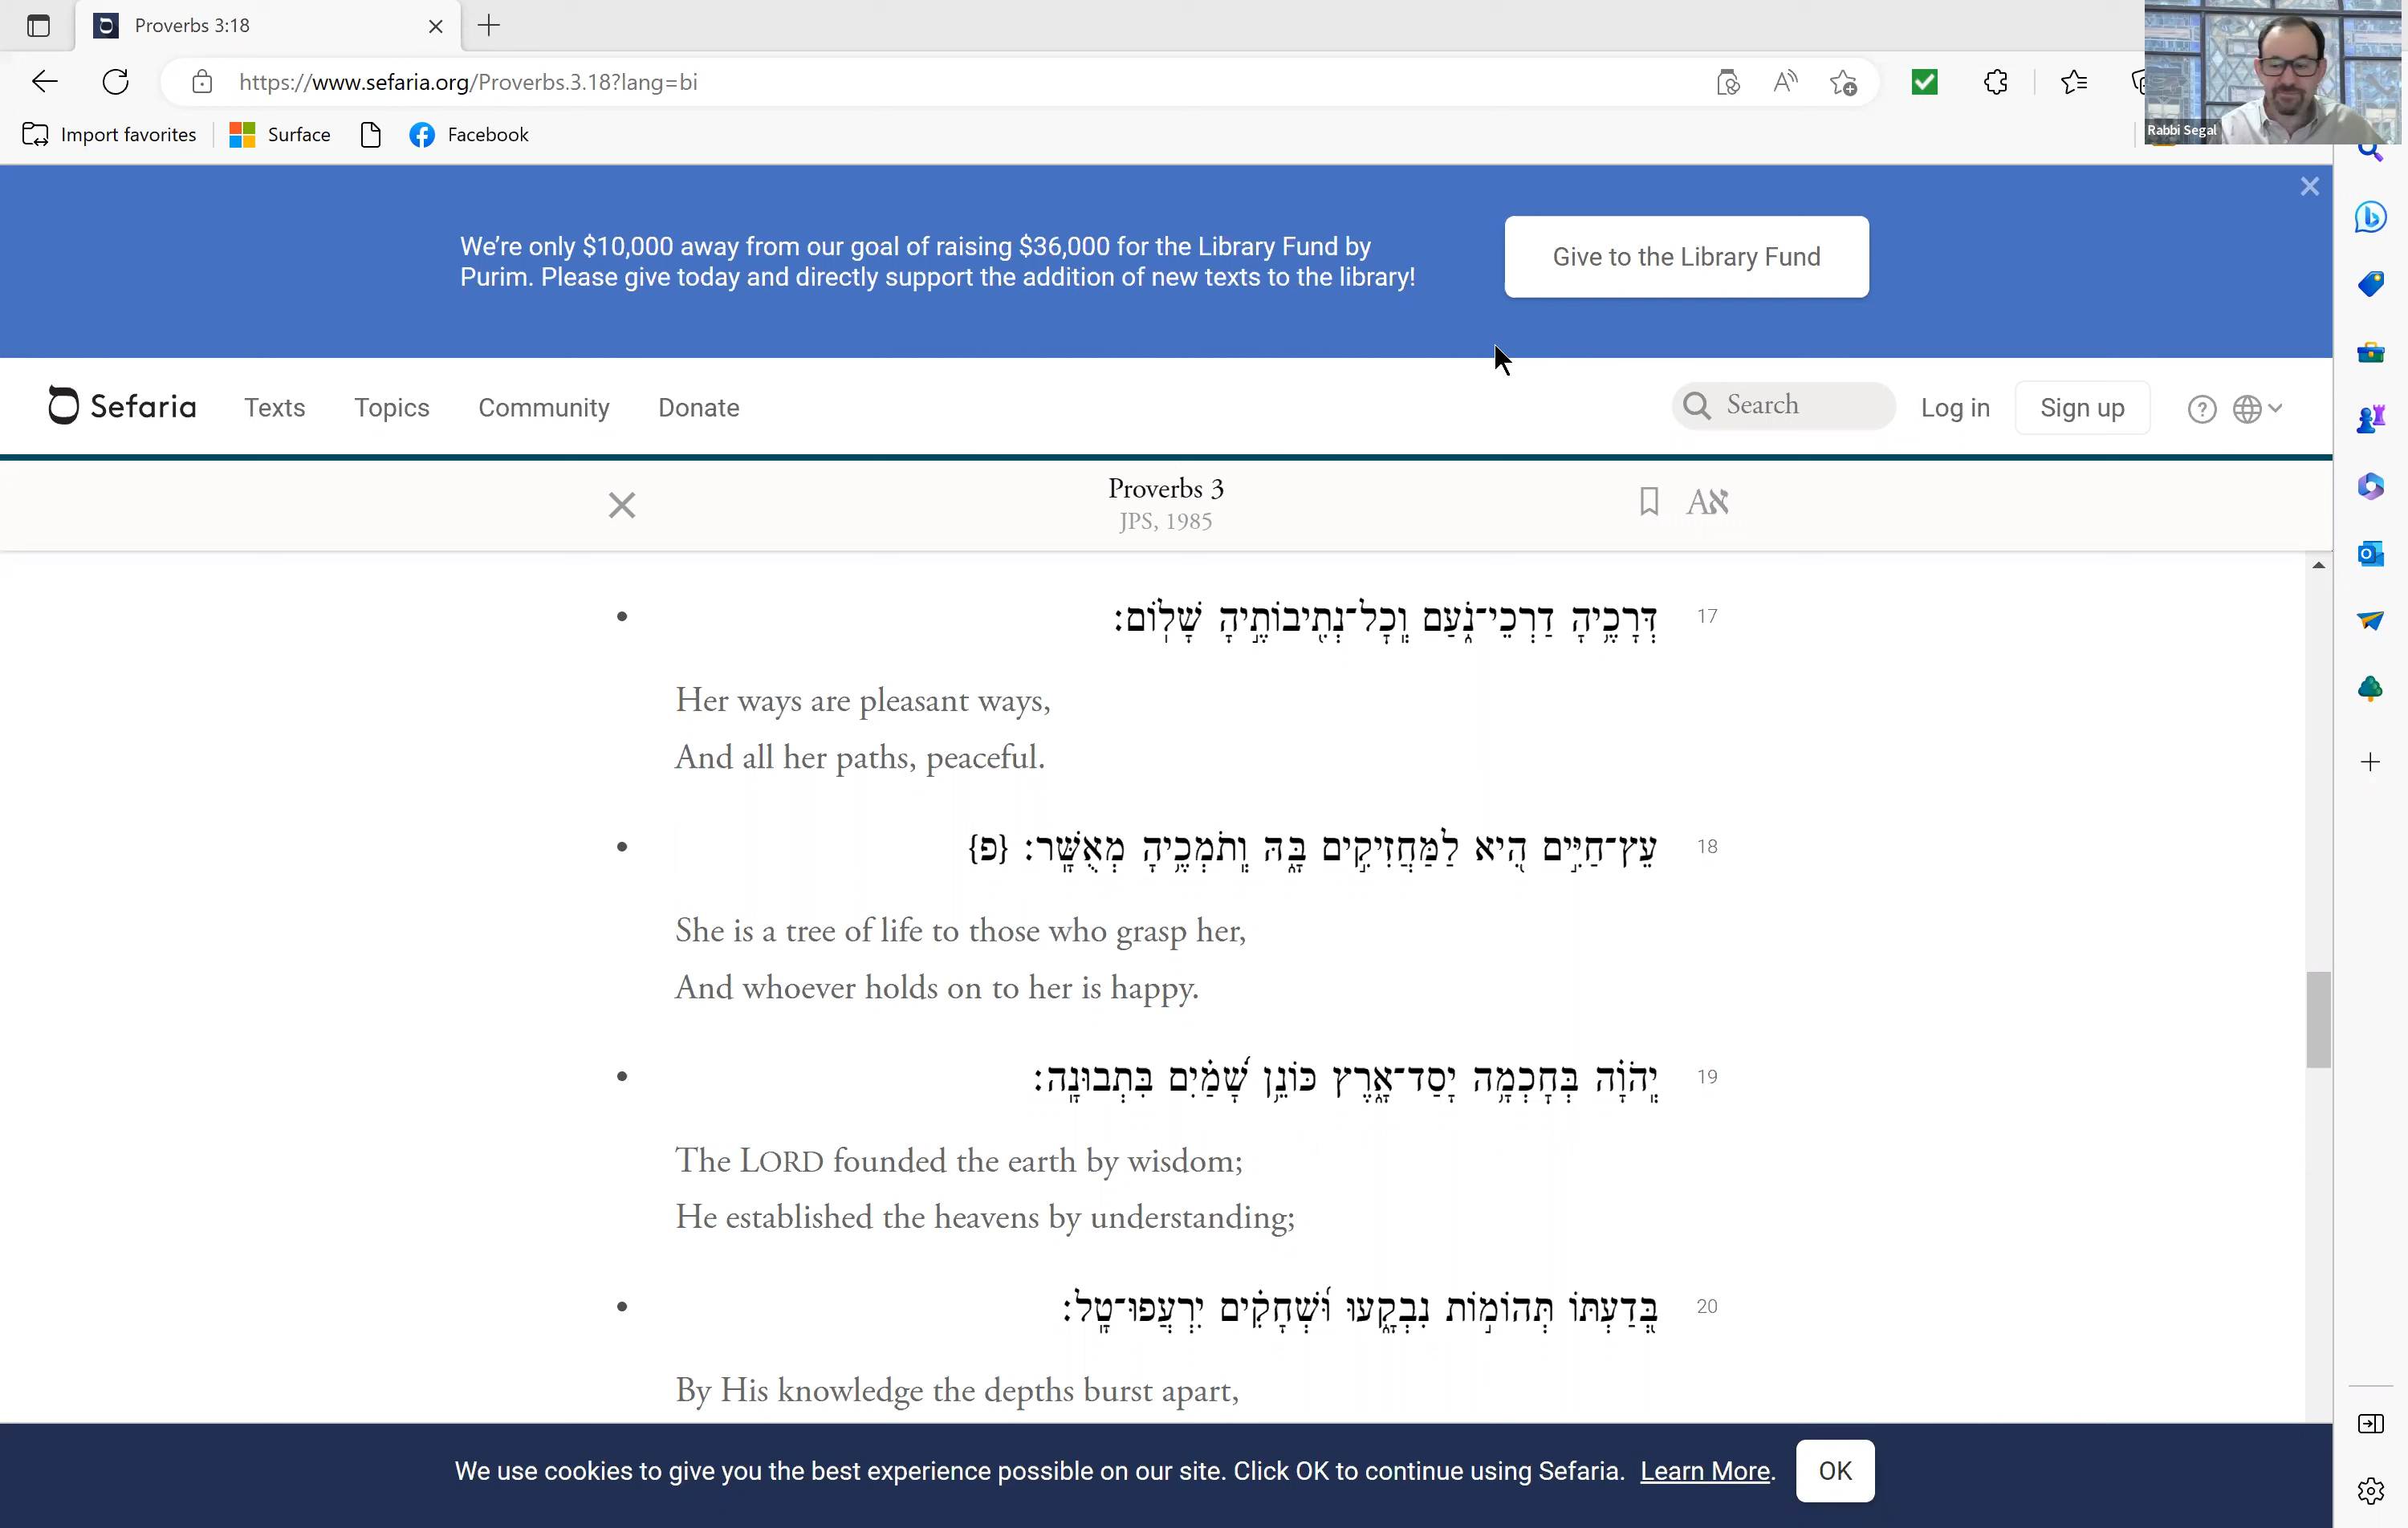 Proverbs 3:18
https://www.sefaria.org/Proverbs.3.18?lang=bi
Rabbi Segal
Import favorites
Surface
Facebook
We’re only $10,000 away from our goal of raising $36,000 for the Library Fund by
Purim. Please give today and directly support the addition of new texts to the library!
Give to the Library Fund
Sefaria Texts Topics Community Donate
Search Log in Sign up
Proverbs 3
JPS, 1985
Aא
17 דְּרָכֶ֥יהָ דַרְכֵי־נֹ֑עַם וְֽכׇל־נְתִ֖יבוֹתֶ֣יהָ שָׁלֽוֹם׃
Her ways are pleasant ways,
And all her paths, peaceful.
18 עֵץ־חַיִּ֣ים הִ֭יא לַמַּחֲזִיקִ֣ים בָּ֑הּ וְֽתֹמְכֶ֥יהָ מְאֻשָּֽׁר׃ {פ}
She is a tree of life to those who grasp her,
And whoever holds on to her is happy.
19 יְֽהֹוָ֗ה בְּחׇכְמָ֥ה יָסַד־אָ֑רֶץ כּוֹנֵ֥ן שָׁ֝מַ֗יִם בִּתְבוּנָֽה׃
The LORD founded the earth by wisdom;
He established the heavens by understanding;
20 בְּ֭דַעְתּוֹ תְּהוֹמ֣וֹת נִבְקָ֑עוּ וּ֝שְׁחָקִ֗ים יִרְעֲפוּ־טָֽל׃
By His knowledge the depths burst apart,
We use cookies to give you the best experience possible on our site. Click OK to continue using Sefaria. Learn More. OK